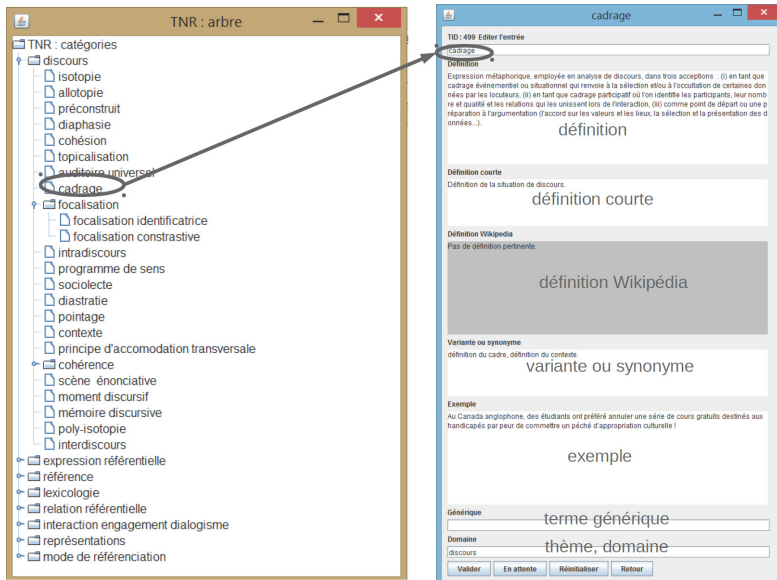 TNR : arbre
TNR : catégories
discours
isotopie
allotopie
préconstruit
diaphasie
cohésion
topicalisation
auditoire universel
cadrage
focalisation
focalisation identificatrice
focalisation constrastive
intradiscours
programme de sens
sociolecte
diastratie
pointage
contexte
principe d'accomodation transversale
cohérence
scène énonciative
moment discursif
mémoire discursive
poly-isotopie
interdiscours
expression référentielle
référence
lexicologie
relation référentielle
interaction engagement dialogisme
représentations
mode de référenciation
cadrage
TID : 499 Editer l'entrée
cadrage
Définition
Expression métaphorique, employée en analyse de discours, dans trois acceptions : (i) en tant que
cadrage événementiel ou situationnel qui renvoie à la sélection et/ou à l'occultation de certaines don
nées par les locuteurs, (ii) en tant que cadrage participatif où l'on identifie les participants, leur nomb
re et qualité et les relations qui les unissent lors de l'interaction, (iii) comme point de départ ou une p
réparation à l'argumentation (l'accord sur les valeurs et les lieux, la sélection et la présentation des d
onnées...).
définition
Définition courte
Définition de la situation de discours.
définition courte
Définition Wikipedia
Pas de définition pertinente.
définition Wikipédia
Variante ou synonyme
définition du cadre, définition du contexte.
variante ou synonyme
Exemple
Au Canada anglophone, des étudiants ont préféré annuler une série de cours gratuits destinés aux
handicapés par peur de commettre un péché d'appropriation culturelle !
exemple
Générique
terme générique
Domaine
discours
thème, domaine
Valider En attente Réinitialiser Retour